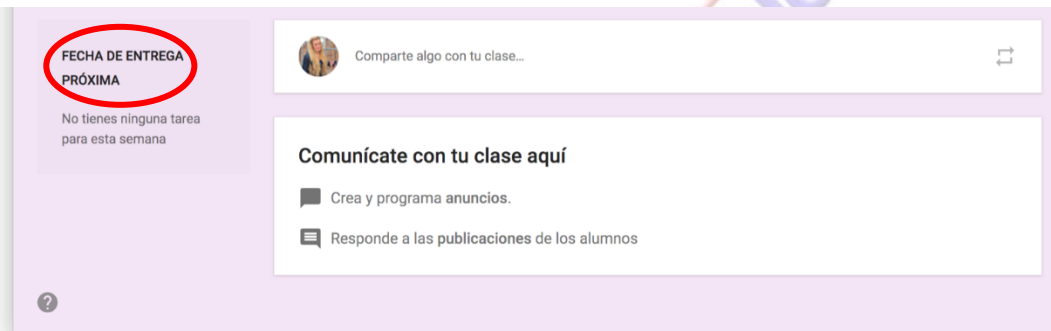 FECHA DE ENTREGA
PRÓXIMA
No tienes ninguna tarea
para esta semana
Comparte algo con tu clase...
Comunícate con tu clase aquí
Crea y programa anuncios.
Responde a las publicaciones de los alumnos
?